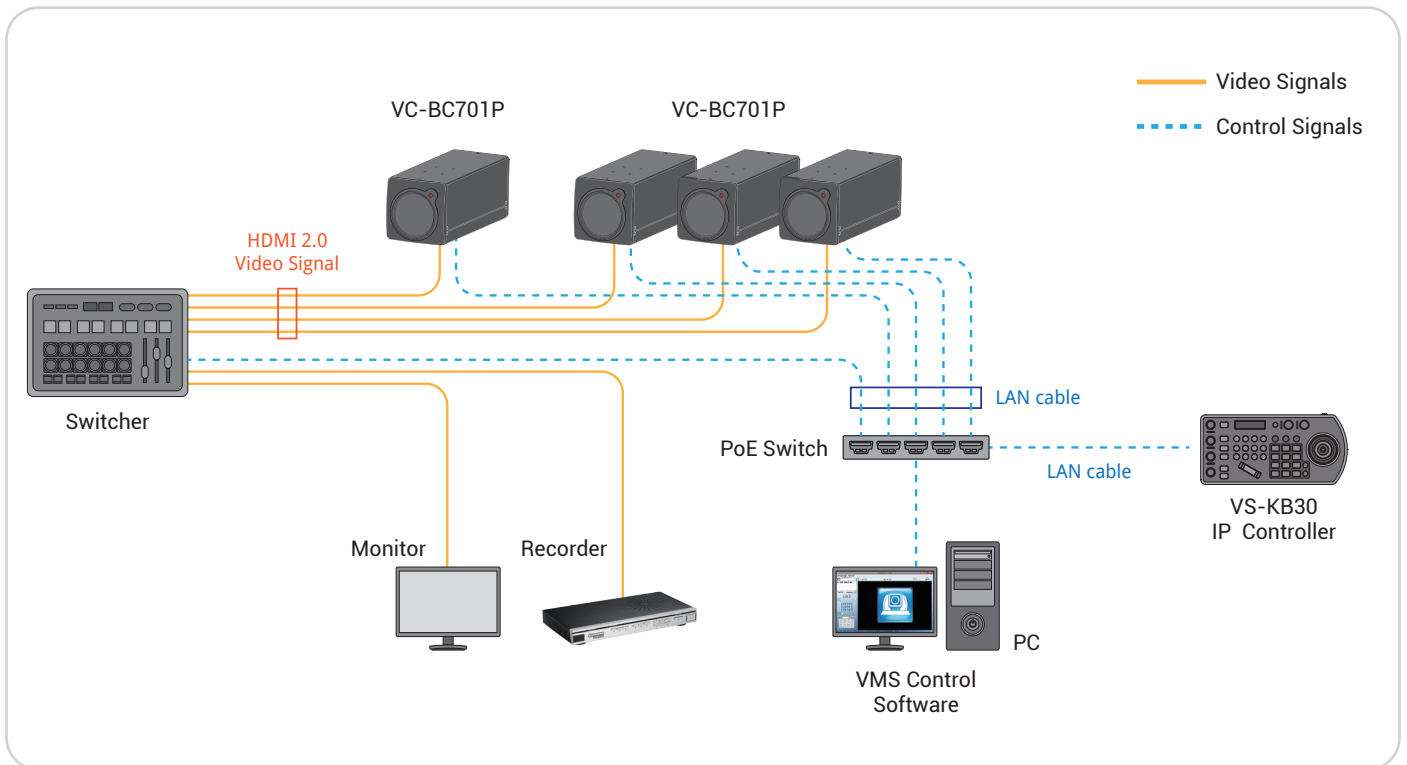 VC-BC701P
VC-BC701P
Video Signals
Control Signals
HDMI 2.0
Video Signal
Switcher
LAN cable
PoE Switch
LAN cable
VS-KB30
IP Controller
Monitor
Recorder
PC
VMS Control
Software